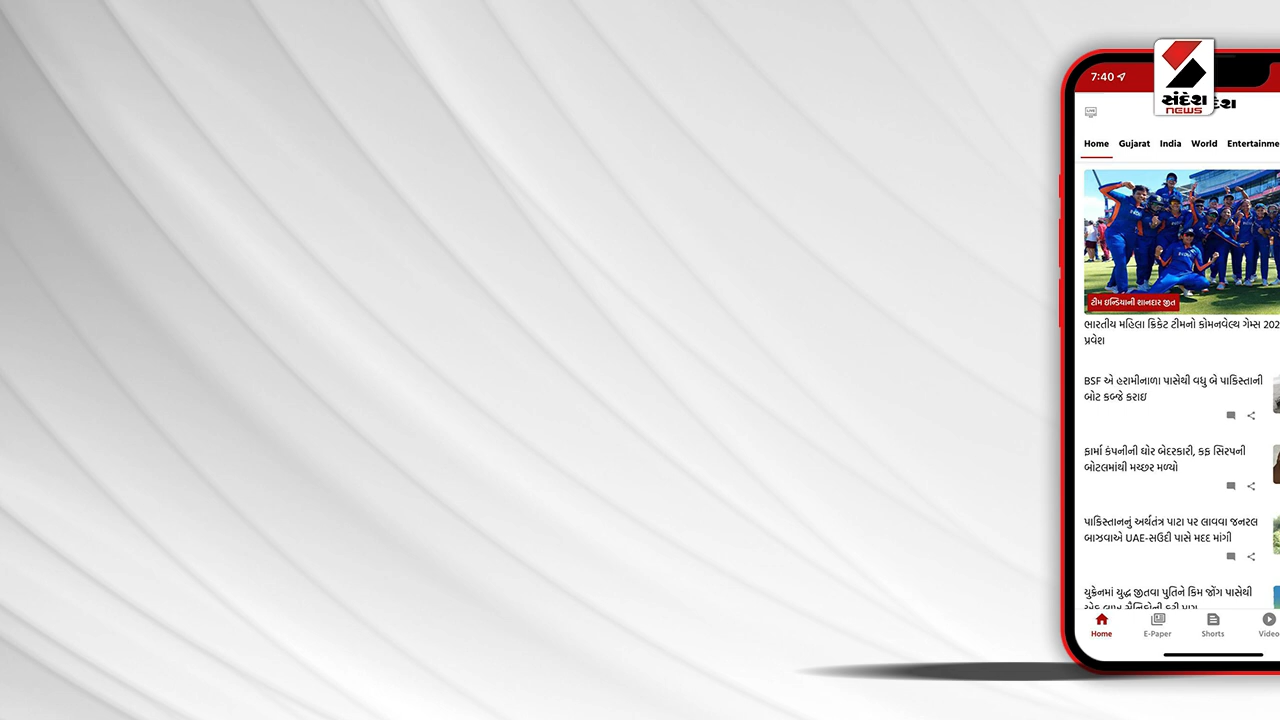 સંદેશ
NEWS
7:40
Home Gujarat India World
ટીમ ઇન્ડિયાની શાનદાર જીત
ભારતીય મહિલા ક્રિકેટ ટીમનો કોમનવેલ્થ ગેમ્સ
પ્રવેશ
BSF એ હરામીનાળા પાસેથી વધુ બે પાકિસ્તાની
બોટ કબ્જે કરાઇ
ફાર્મા કંપનીની ઘોર બેદરકારી, કફ સિરપની
બોટલમાંથી મચ્છર મળ્યો
પાકિસ્તાનનું અર્થતંત્ર પાટા પર લાવવા જનરલ
બાઝવાએ UAE-સઉદી પાસે મદદ માંગી
યુક્રેનમાં યુદ્ધ જીતવા પુતિને કિમ જોંગ પાસેથી
Home E-Paper Shorts Video